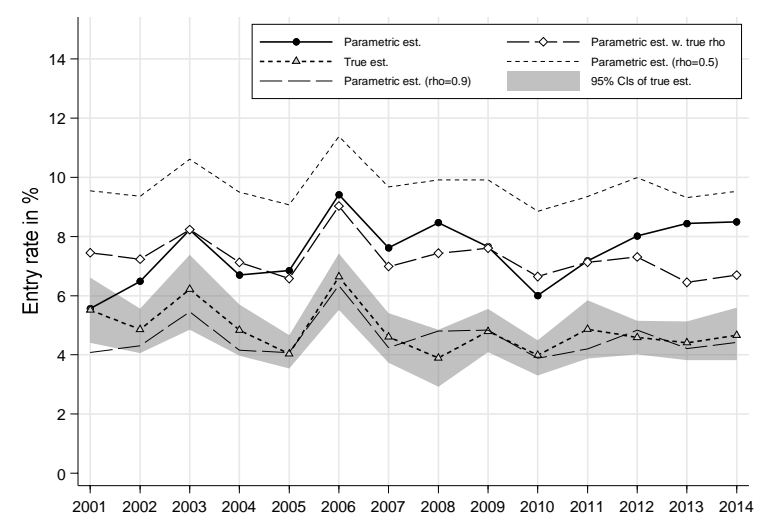 Parametric est.
Parametric est. w. true rho
True est.
Parametric est. (rho=0.5)
Parametric est. (rho=0.9)
95% CIs of true est.
Entry rate in %
14
12
10
8
6
4
2
0
2001 2002 2003 2004 2005 2006 2007 2008 2009 2010 2011 2012 2013 2014